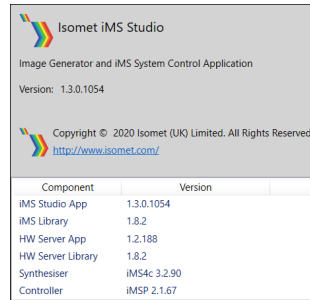 Isomet iMS Studio
Image Generator and iMS System Control Application
Version: 1.3.0.1054
Copyright © 2020 Isomet (UK) Limited. All Rights Reserved
http://www.isomet.com/
Component Version
iMS Studio App 1.3.0.1054
iMS Library 1.8.2
HW Server App 1.2.188
HW Server Library 1.8.2
Synthesiser iMS4c 3.2.90
Controller iMSP 2.1.67